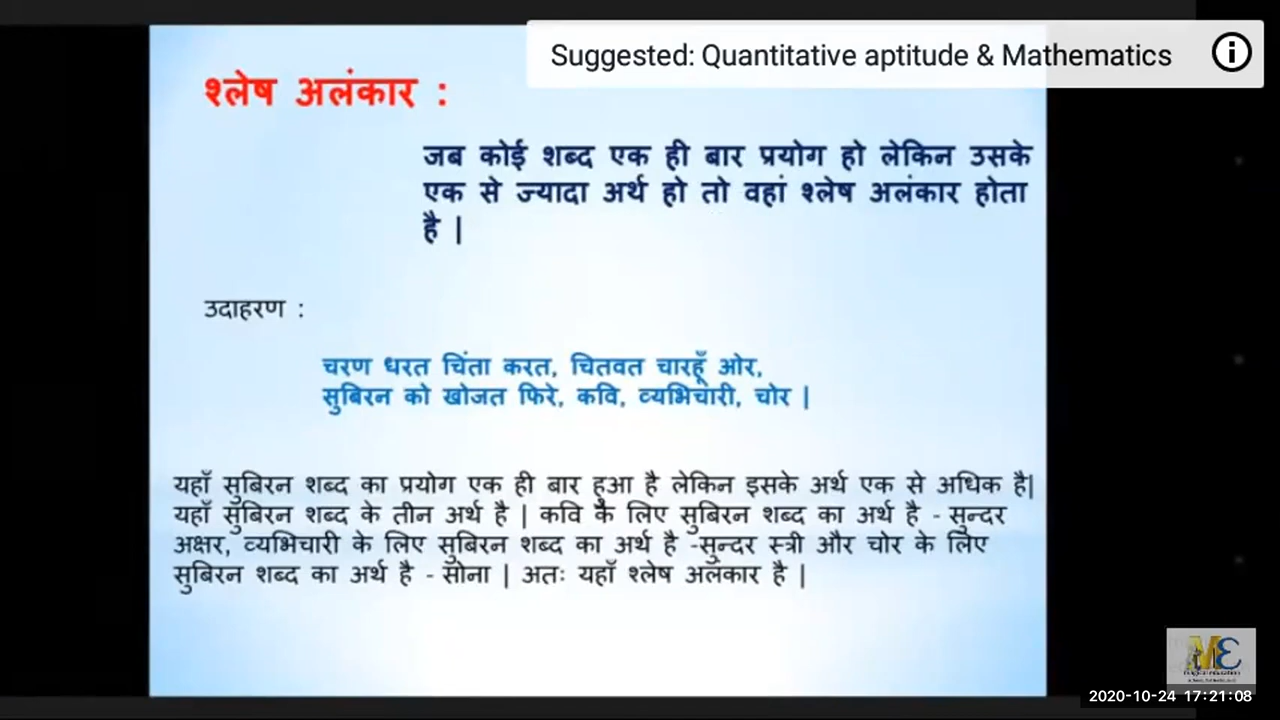 Suggested: Quantitative aptitude & Mathematics
श्लेष अलंकार :
जब कोई शब्द एक ही बार प्रयोग हो लेकिन उसके
एक से ज्यादा अर्थ हो तो वहां श्लेष अलंकार होता
है |
उदाहरण :
चरण धरत चिंता करत, चितवत चारहूँ ओर,
सुबिरन को खोजत फिरे, कवि, व्यभिचारी, चोर |
यहाँ सुबिरन शब्द का प्रयोग एक ही बार हुआ है लेकिन इसके अर्थ एक से अधिक है|
यहाँ सुबिरन शब्द के तीन अर्थ है | कवि के लिए सुबिरन शब्द का अर्थ है - सुन्दर
अक्षर, व्यभिचारी के लिए सुबिरन शब्द का अर्थ है -सुन्दर स्त्री और चोर के लिए
सुबिरन शब्द का अर्थ है - सोना | अतः यहाँ श्लेष अलंकार है |
ME
magical education
2020-10-24 17:21:08